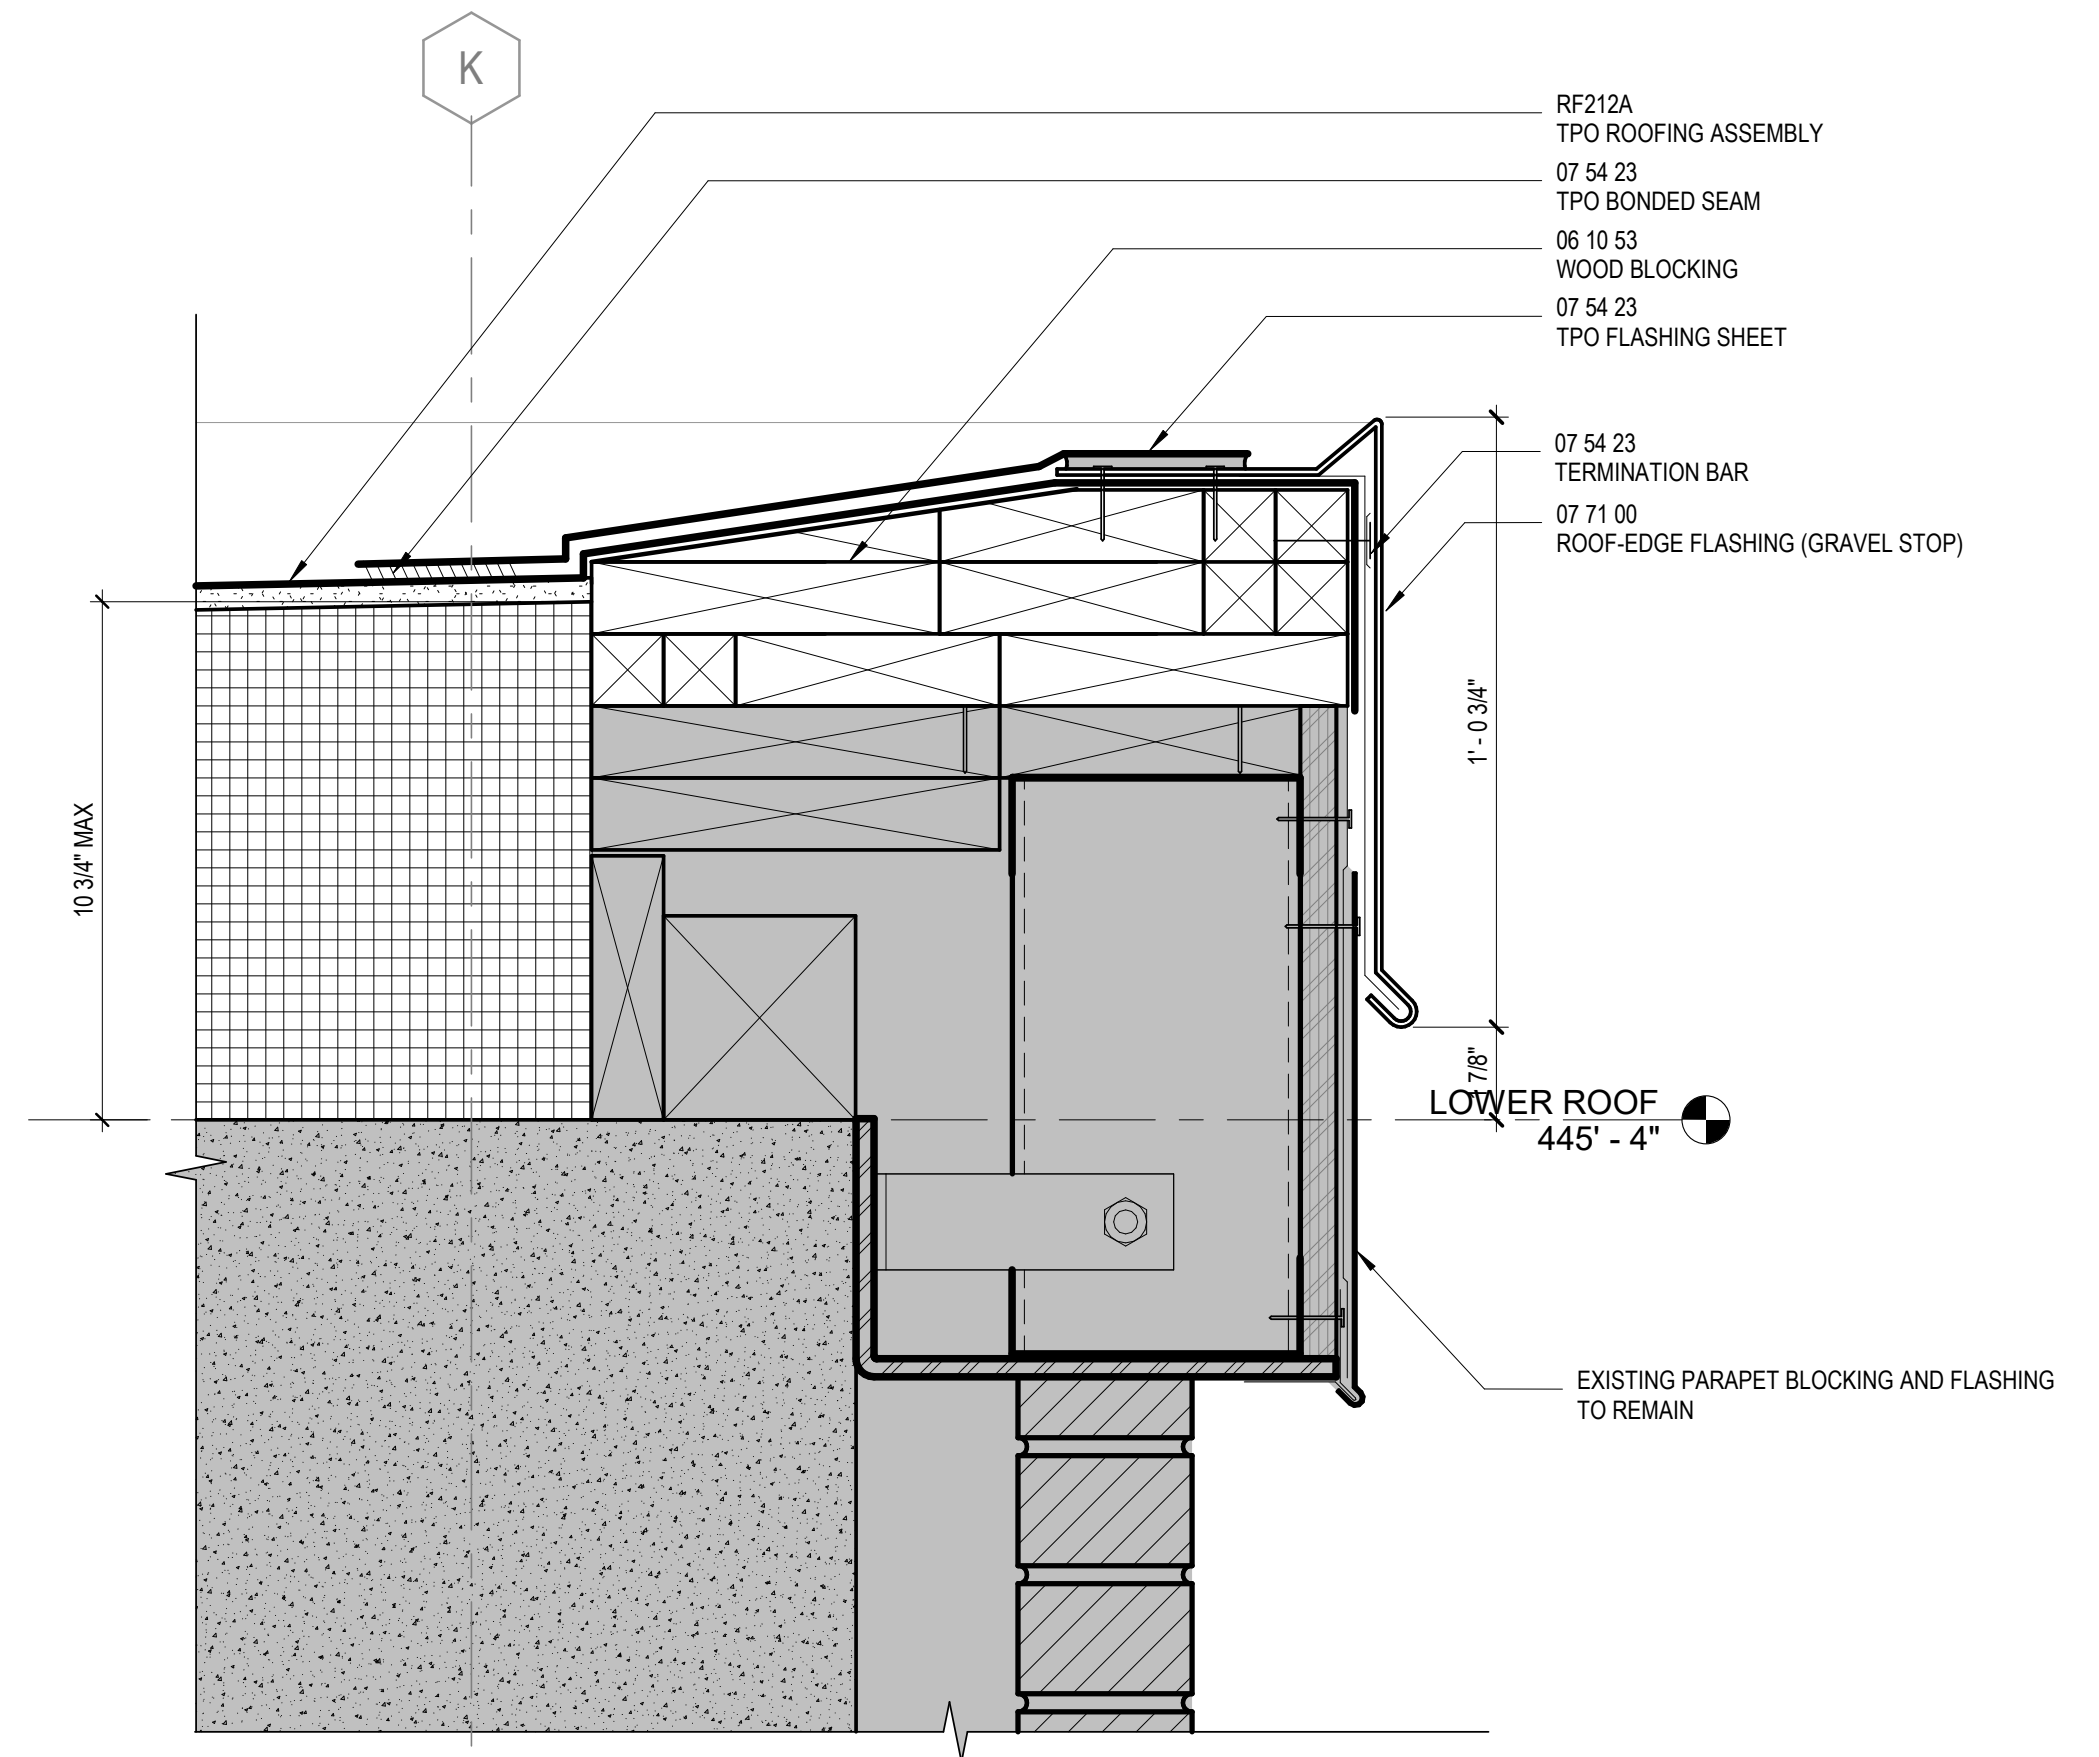 K
RF212A
TPO ROOFING ASSEMBLY
07 54 23
TPO BONDED SEAM
06 10 53
WOOD BLOCKING
07 54 23
TPO FLASHING SHEET
07 54 23
TERMINATION BAR
07 71 00
ROOF-EDGE FLASHING (GRAVEL STOP)
1' - 0 3/4"
10 3/4" MAX
7/8"
LOWER ROOF
445' - 4"
EXISTING PARAPET BLOCKING AND FLASHING
TO REMAIN